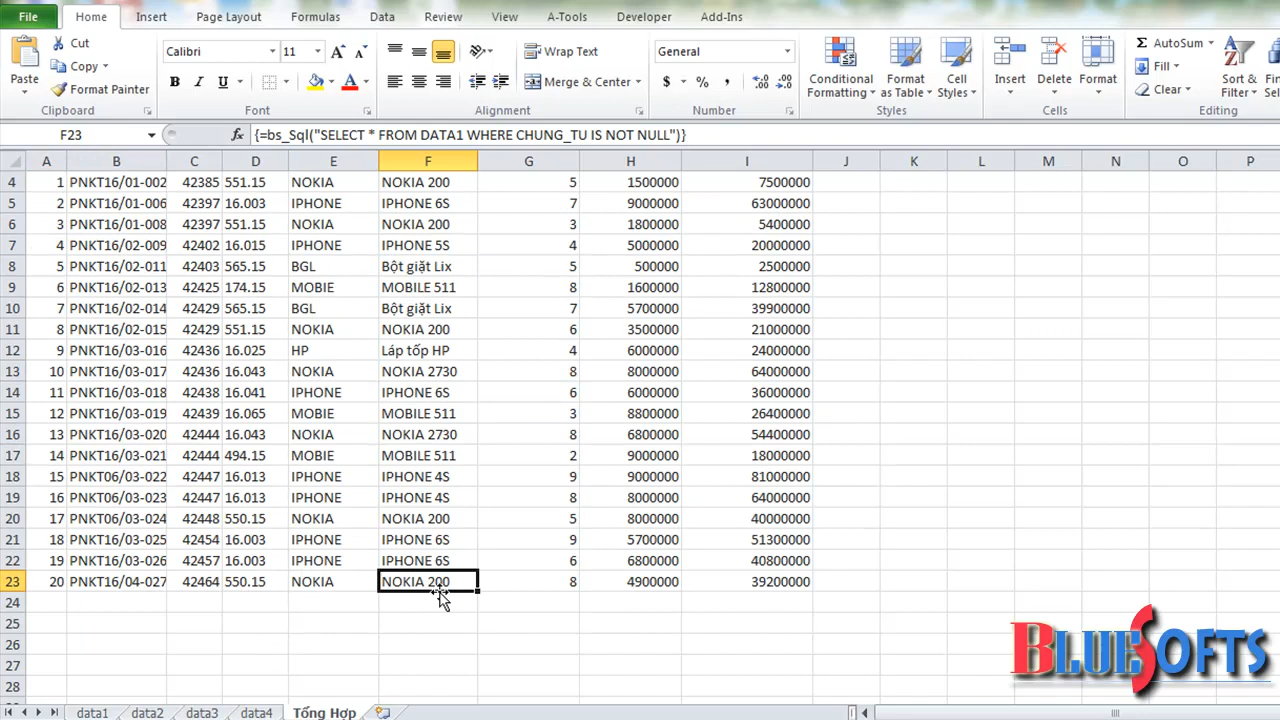 File Home Insert Page Layout Formulas Data Review View A-Tools Developer Add-Ins
Paste Cut Copy Format Painter Clipboard
Calibri 11 A A B I U A Font
Wrap Text Merge & Center Alignment
General $ % , .0 .00 .00 .0 Number
Conditional Formatting Format as Table Cell Styles Styles
Insert Delete Format Cells
Σ AutoSum Fill Clear Sort & Filter Editing
F23 fx {=bs_Sql("SELECT * FROM DATA1 WHERE CHUNG_TU IS NOT NULL")}
A B C D E F G H I J K L M N O P
4 1 PNKT16/01-002 42385 551.15 NOKIA NOKIA 200 5 1500000 7500000
5 2 PNKT16/01-006 42397 16.003 IPHONE IPHONE 6S 7 9000000 63000000
6 3 PNKT16/01-008 42397 551.15 NOKIA NOKIA 200 3 1800000 5400000
7 4 PNKT16/02-009 42402 16.015 IPHONE IPHONE 5S 4 5000000 20000000
8 5 PNKT16/02-011 42403 565.15 BGL Bột giặt Lix 5 500000 2500000
9 6 PNKT16/02-013 42425 174.15 MOBIE MOBILE 511 8 1600000 12800000
10 7 PNKT16/02-014 42429 565.15 BGL Bột giặt Lix 7 5700000 39900000
11 8 PNKT16/02-015 42429 551.15 NOKIA NOKIA 200 6 3500000 21000000
12 9 PNKT16/03-016 42436 16.025 HP Láp tốp HP 4 6000000 24000000
13 10 PNKT16/03-017 42436 16.043 NOKIA NOKIA 2730 8 8000000 64000000
14 11 PNKT16/03-018 42438 16.041 IPHONE IPHONE 6S 6 6000000 36000000
15 12 PNKT16/03-019 42439 16.065 MOBIE MOBILE 511 3 8800000 26400000
16 13 PNKT16/03-020 42444 16.043 NOKIA NOKIA 2730 8 6800000 54400000
17 14 PNKT16/03-021 42444 494.15 MOBIE MOBILE 511 2 9000000 18000000
18 15 PNKT06/03-022 42447 16.013 IPHONE IPHONE 4S 9 9000000 81000000
19 16 PNKT06/03-023 42447 16.013 IPHONE IPHONE 4S 8 8000000 64000000
20 17 PNKT06/03-024 42448 550.15 NOKIA NOKIA 200 5 8000000 40000000
21 18 PNKT16/03-025 42454 16.003 IPHONE IPHONE 6S 9 5700000 51300000
22 19 PNKT16/03-026 42457 16.003 IPHONE IPHONE 6S 6 6800000 40800000
23 20 PNKT16/04-027 42464 550.15 NOKIA NOKIA 200 8 4900000 39200000
24
25
26
27
28
BLUESOFTS
data1 data2 data3 data4 Tổng Hợp